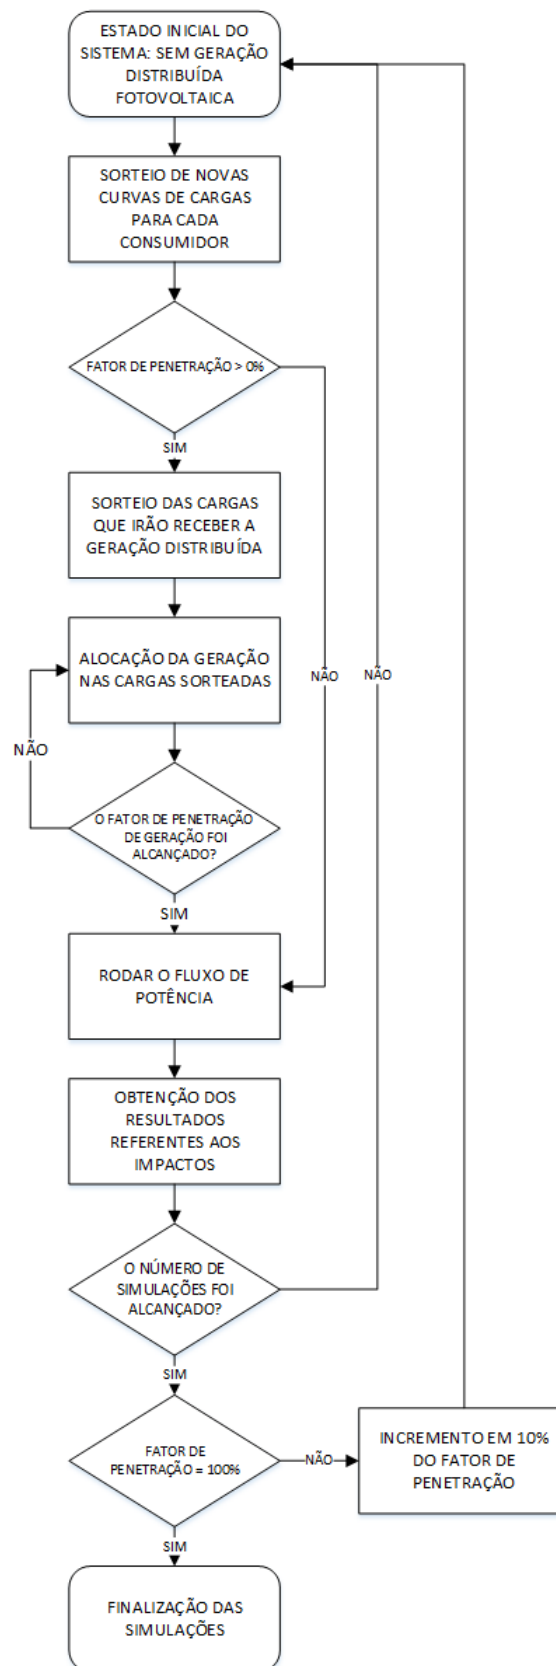 ESTADO INICIAL DO
SISTEMA: SEM GERAÇÃO
DISTRIBUÍDA
FOTOVOLTAICA
SORTEIO DE NOVAS
CURVAS DE CARGAS
PARA CADA
CONSUMIDOR
FATOR DE PENETRAÇÃO > 0%
SIM
SORTEIO DAS CARGAS
QUE IRÃO RECEBER A
GERAÇÃO DISTRIBUÍDA
ALOCAÇÃO DA GERAÇÃO
NAS CARGAS SORTEADAS
NÃO
NÃO
NÃO
O FATOR DE PENETRAÇÃO
DE GERAÇÃO FOI
ALCANÇADO?
SIM
RODAR O FLUXO DE
POTÊNCIA
OBTENÇÃO DOS
RESULTADOS
REFERENTES AOS
IMPACTOS
O NÚMERO DE
SIMULAÇÕES FOI
ALCANÇADO?
SIM
FATOR DE
PENETRAÇÃO = 100%
NÃO
INCREMENTO EM 10%
DO FATOR DE
PENETRAÇÃO
SIM
FINALIZAÇÃO DAS
SIMULAÇÕES